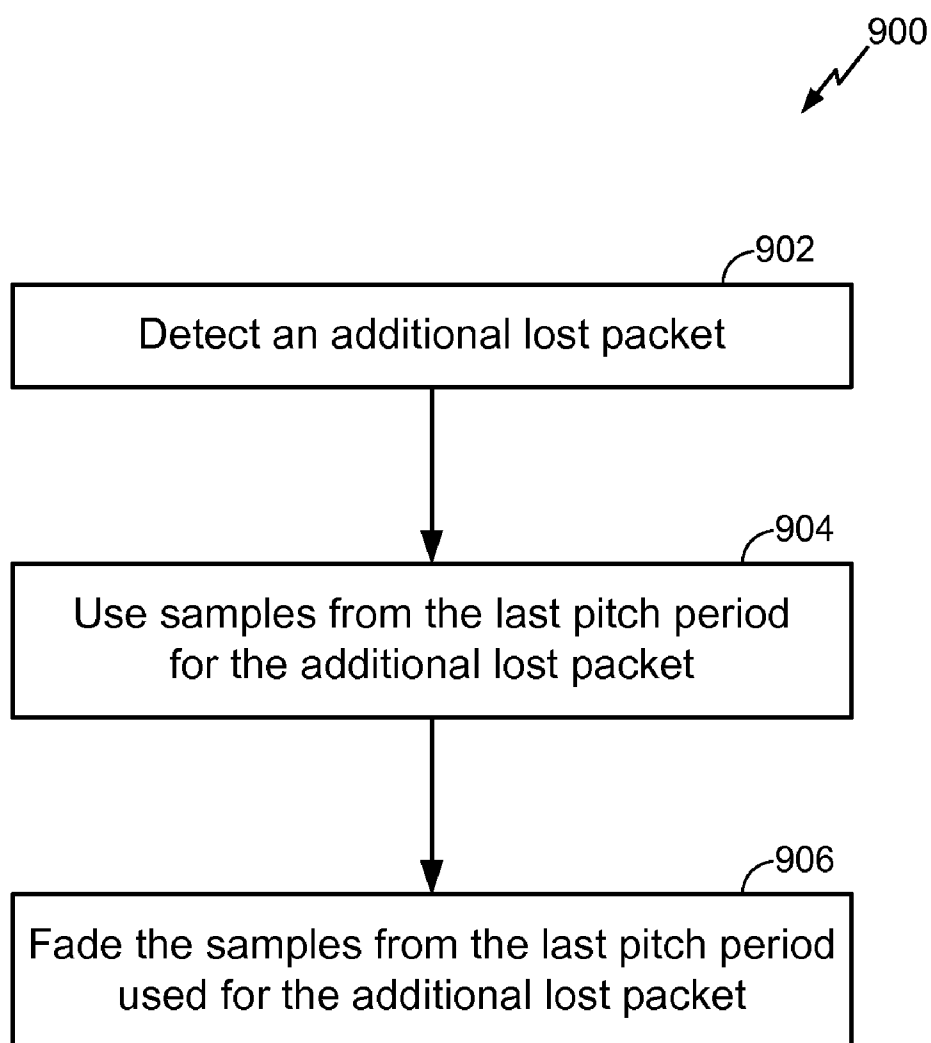 900
902
Detect an additional lost packet
904
Use samples from the last pitch period
for the additional lost packet
906
Fade the samples from the last pitch period
used for the additional lost packet